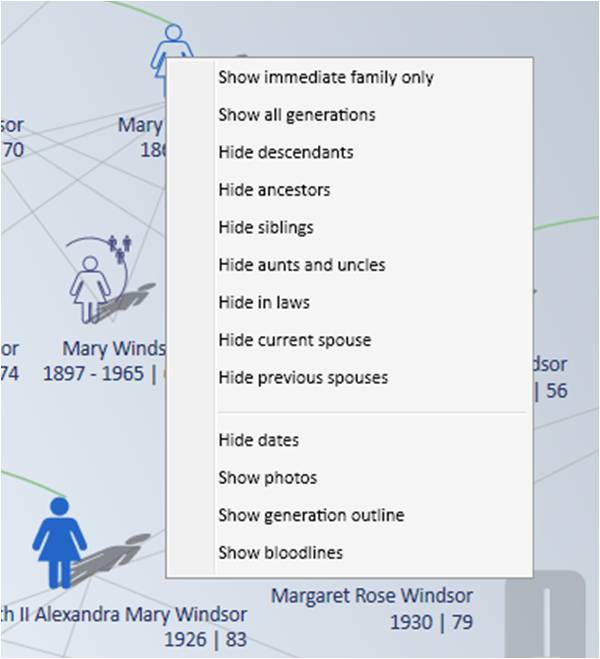 Show immediate family only
Show all generations
Hide descendants
Hide ancestors
Hide siblings
Hide aunts and uncles
Hide in laws
Hide current spouse
Hide previous spouses
Hide dates
Show photos
Show generation outline
Show bloodlines
sor
70
Mary
186
or
74
Mary Winds
1897 - 1965 |
dsor
| 56
th II Alexandra Mary Windsor
1926 | 83
Margaret Rose Windsor
1930 | 79